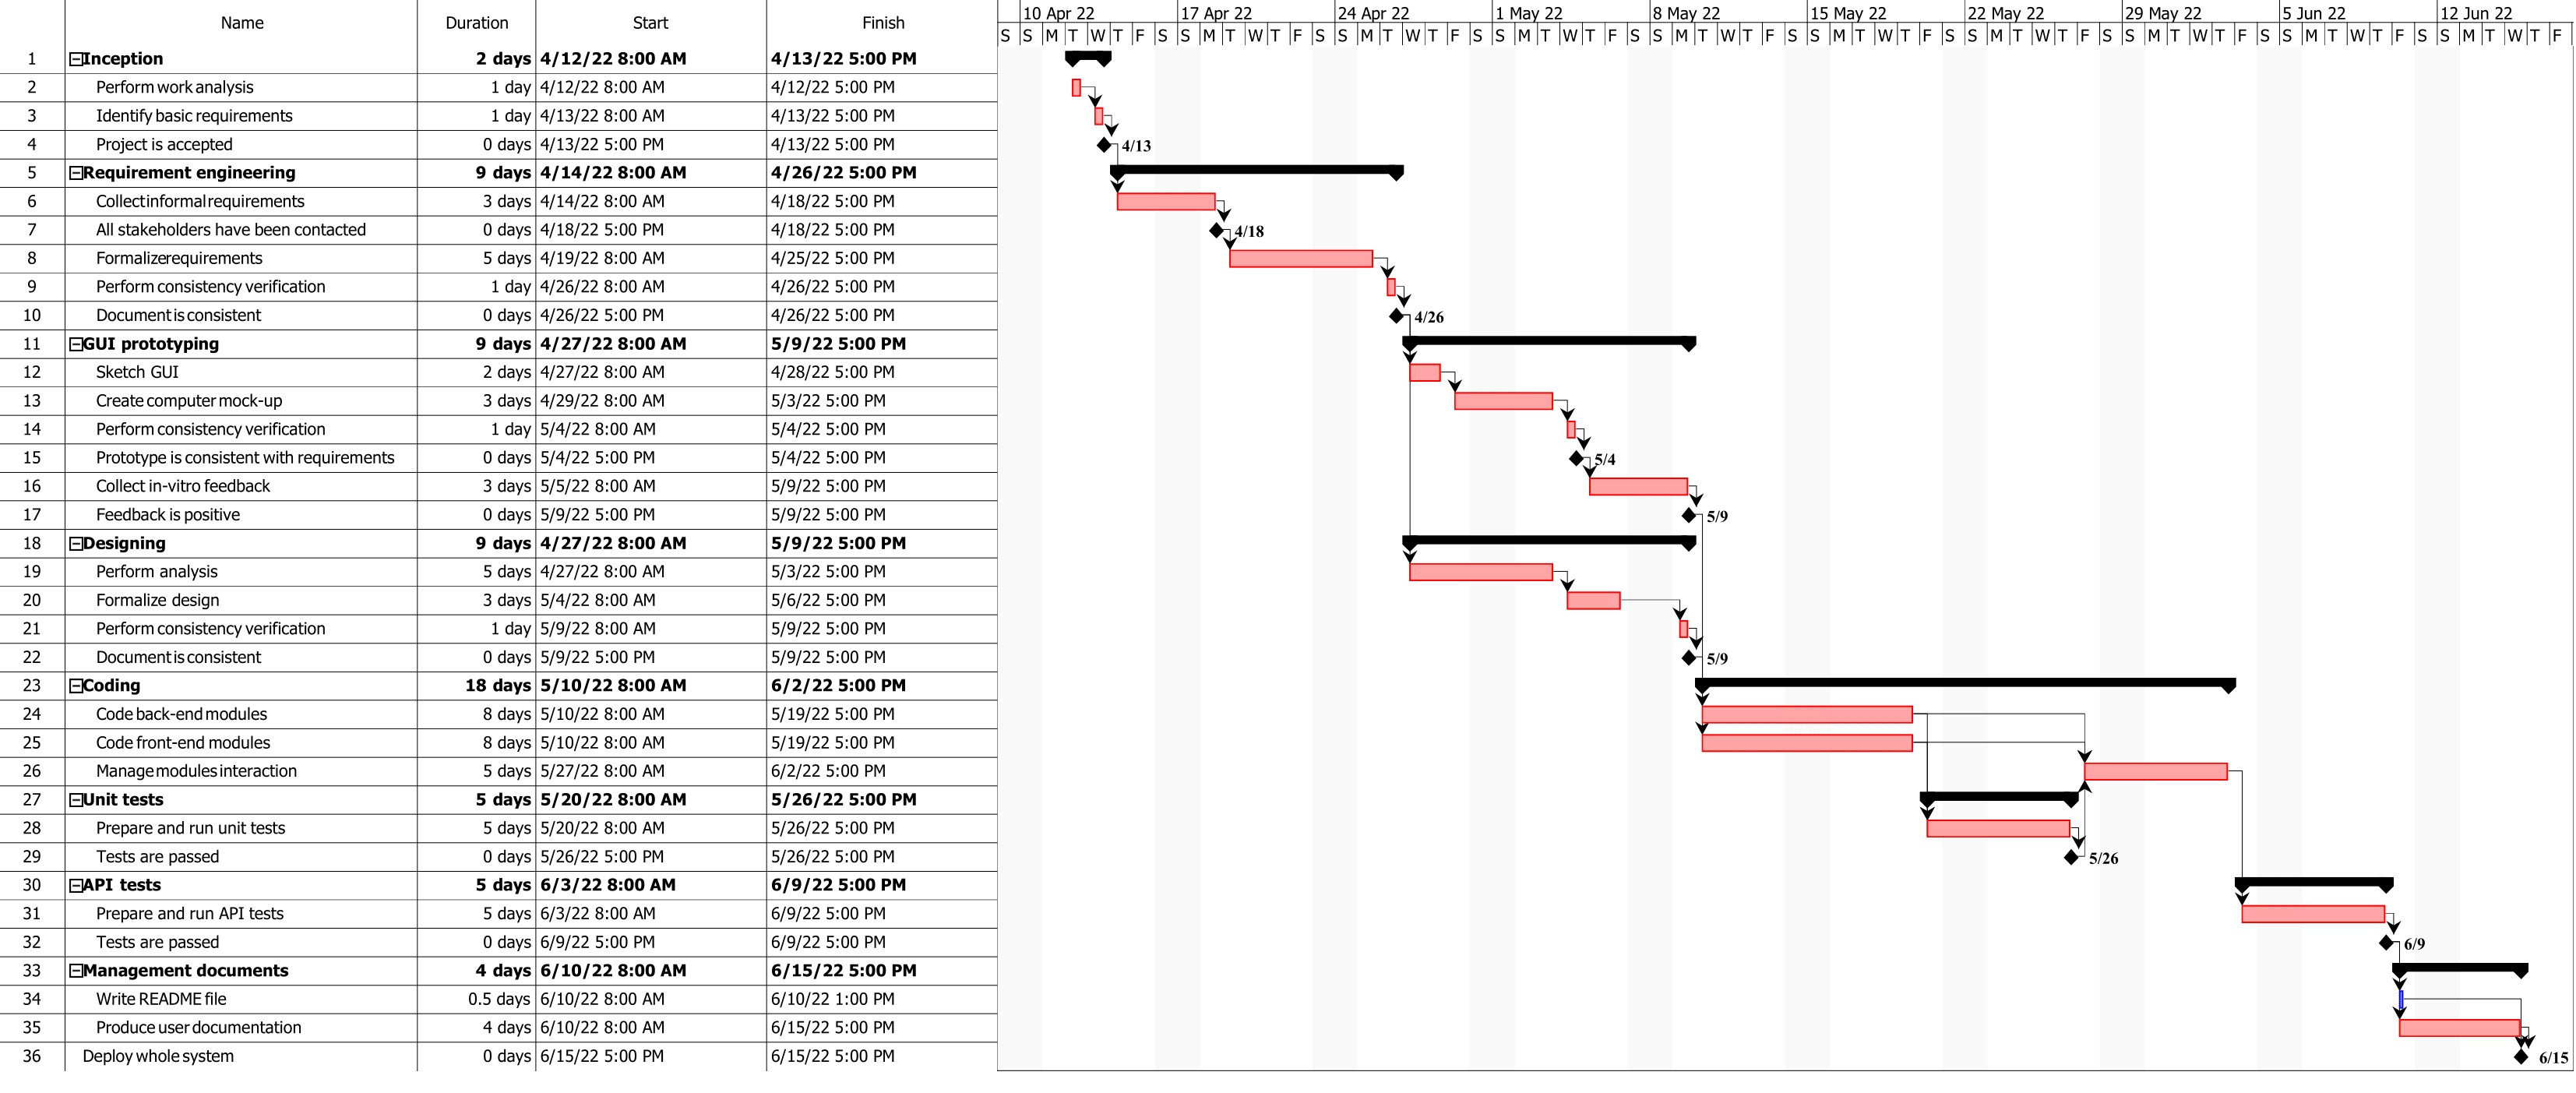 Name Duration Start Finish 10 Apr 22 17 Apr 22 24 Apr 22 1 May 22 8 May 22 15 May 22 22 May 22 29 May 22 5 Jun 22 12 Jun 22
S S M T W T F S S M T W T F S S M T W T F S S M T W T F S S M T W T F S S M T W T F S S M T W T F S S M T W T F S S M T W T F S S M T W T F
1 Inception 2 days 4/12/22 8:00 AM 4/13/22 5:00 PM
2 Perform work analysis 1 day 4/12/22 8:00 AM 4/12/22 5:00 PM
3 Identify basic requirements 1 day 4/13/22 8:00 AM 4/13/22 5:00 PM
4 Project is accepted 0 days 4/13/22 5:00 PM 4/13/22 5:00 PM 4/13
5 Requirement engineering 9 days 4/14/22 8:00 AM 4/26/22 5:00 PM
6 Collect informal requirements 3 days 4/14/22 8:00 AM 4/18/22 5:00 PM
7 All stakeholders have been contacted 0 days 4/18/22 5:00 PM 4/18/22 5:00 PM 4/18
8 Formalize requirements 5 days 4/19/22 8:00 AM 4/25/22 5:00 PM
9 Perform consistency verification 1 day 4/26/22 8:00 AM 4/26/22 5:00 PM
10 Document is consistent 0 days 4/26/22 5:00 PM 4/26/22 5:00 PM 4/26
11 GUI prototyping 9 days 4/27/22 8:00 AM 5/9/22 5:00 PM
12 Sketch GUI 2 days 4/27/22 8:00 AM 4/28/22 5:00 PM
13 Create computer mock-up 3 days 4/29/22 8:00 AM 5/3/22 5:00 PM
14 Perform consistency verification 1 day 5/4/22 8:00 AM 5/4/22 5:00 PM
15 Prototype is consistent with requirements 0 days 5/4/22 5:00 PM 5/4/22 5:00 PM 5/4
16 Collect in-vitro feedback 3 days 5/5/22 8:00 AM 5/9/22 5:00 PM
17 Feedback is positive 0 days 5/9/22 5:00 PM 5/9/22 5:00 PM 5/9
18 Designing 9 days 4/27/22 8:00 AM 5/9/22 5:00 PM
19 Perform analysis 5 days 4/27/22 8:00 AM 5/3/22 5:00 PM
20 Formalize design 3 days 5/4/22 8:00 AM 5/6/22 5:00 PM
21 Perform consistency verification 1 day 5/9/22 8:00 AM 5/9/22 5:00 PM
22 Document is consistent 0 days 5/9/22 5:00 PM 5/9/22 5:00 PM 5/9
23 Coding 18 days 5/10/22 8:00 AM 6/2/22 5:00 PM
24 Code back-end modules 8 days 5/10/22 8:00 AM 5/19/22 5:00 PM
25 Code front-end modules 8 days 5/10/22 8:00 AM 5/19/22 5:00 PM
26 Manage modules interaction 5 days 5/27/22 8:00 AM 6/2/22 5:00 PM
27 Unit tests 5 days 5/20/22 8:00 AM 5/26/22 5:00 PM
28 Prepare and run unit tests 5 days 5/20/22 8:00 AM 5/26/22 5:00 PM
29 Tests are passed 0 days 5/26/22 5:00 PM 5/26/22 5:00 PM 5/26
30 API tests 5 days 6/3/22 8:00 AM 6/9/22 5:00 PM
31 Prepare and run API tests 5 days 6/3/22 8:00 AM 6/9/22 5:00 PM
32 Tests are passed 0 days 6/9/22 5:00 PM 6/9/22 5:00 PM 6/9
33 Management documents 4 days 6/10/22 8:00 AM 6/15/22 5:00 PM
34 Write README file 0.5 days 6/10/22 8:00 AM 6/10/22 1:00 PM
35 Produce user documentation 4 days 6/10/22 8:00 AM 6/15/22 5:00 PM
36 Deploy whole system 0 days 6/15/22 5:00 PM 6/15/22 5:00 PM 6/15